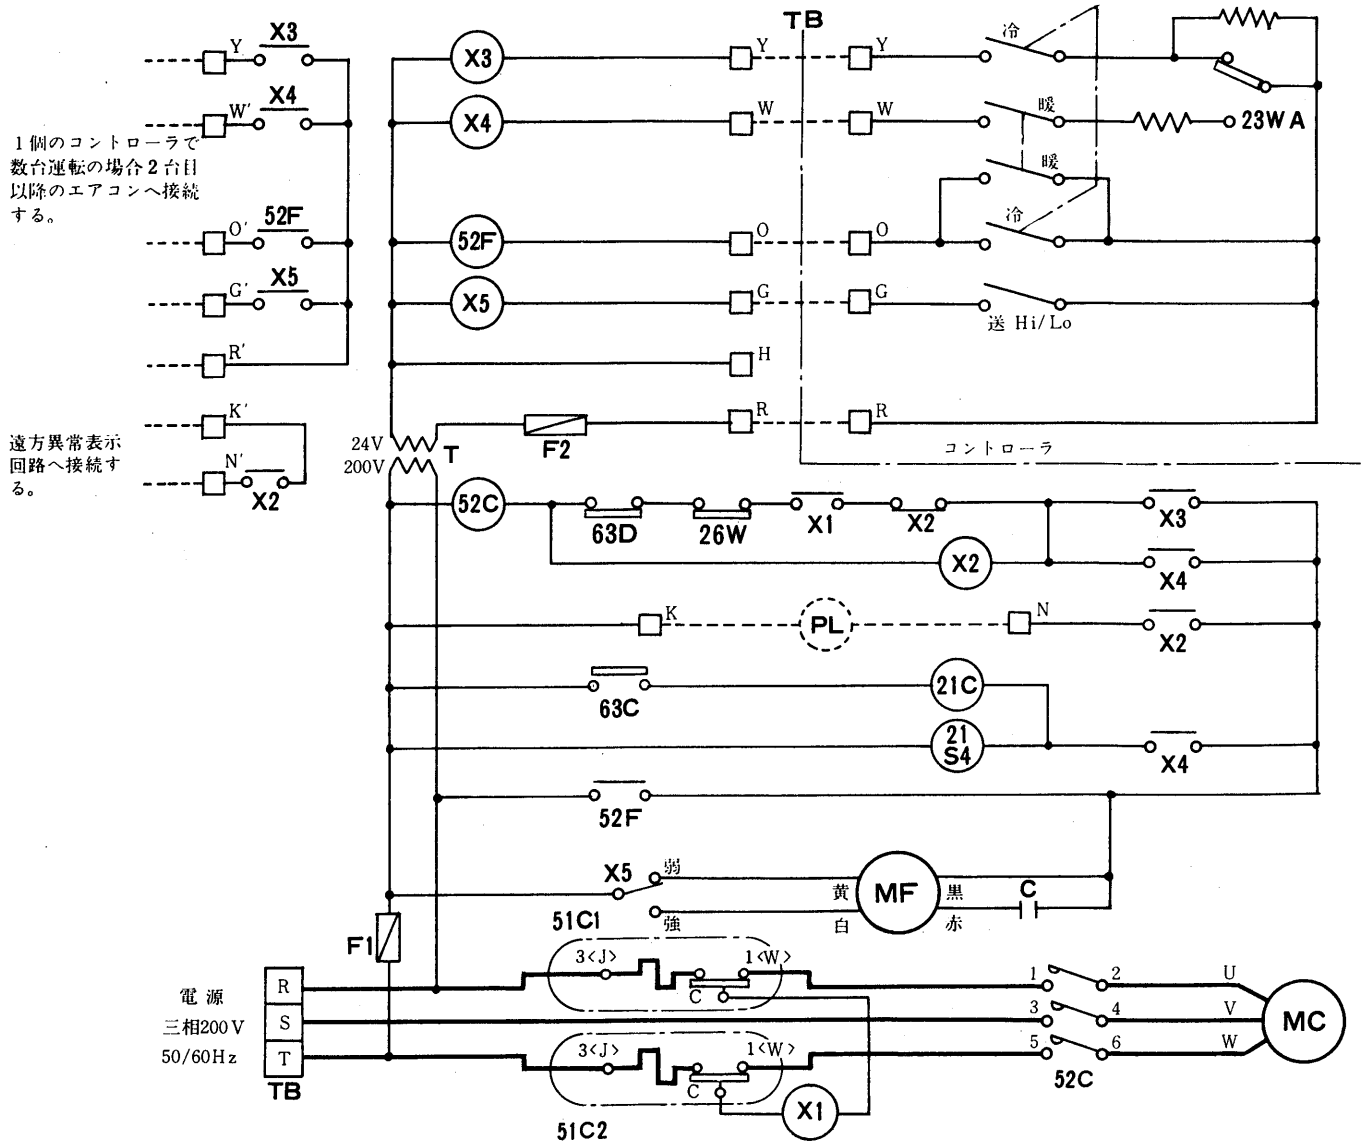 TB
Y
X3
X3
Y
Y
冷
W'
X4
X4
W
W
暖
23WA
1個のコントローラで
数台運転の場合2台目
以降のエアコンへ接続
する。
暖
O'
52F
52F
O
O
冷
G'
X5
X5
G
G
送 Hi/Lo
R'
H
K'
F2
R
R
コントローラ
遠方異常表示
回路へ接続す
る。
N'
X2
24V
200V
T
52C
63D
26W
X1
X2
X3
X2
X4
K
PL
N
X2
63C
21C
21
S4
X4
52F
X5
弱
強
黄
白
MF
黒
赤
C
F1
51C1
3<J>
1<W>
C
電源
三相200V
50/60Hz
R
S
T
TB
1
2
3
4
5
6
52C
U
V
W
MC
3<J>
1<W>
C
X1
51C2